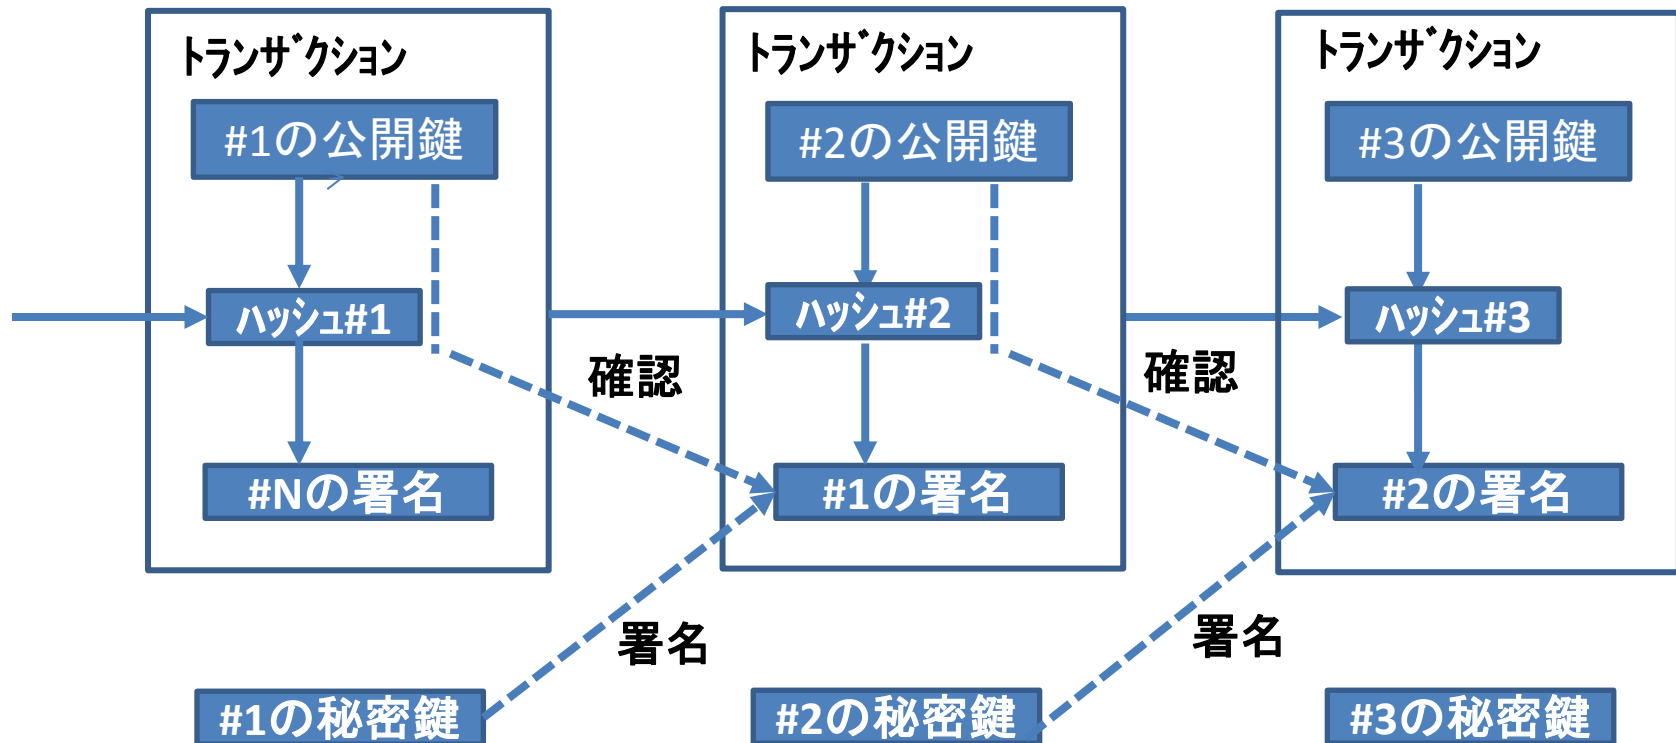 ﾄﾗﾝｻﾞｸｼｮﾝ
#1の公開鍵
ﾊｯｼｭ#1
#Nの署名
ﾄﾗﾝｻﾞｸｼｮﾝ
#2の公開鍵
ﾊｯｼｭ#2
#1の署名
ﾄﾗﾝｻﾞｸｼｮﾝ
#3の公開鍵
ﾊｯｼｭ#3
#2の署名
確認
確認
署名
署名
#1の秘密鍵
#2の秘密鍵
#3の秘密鍵